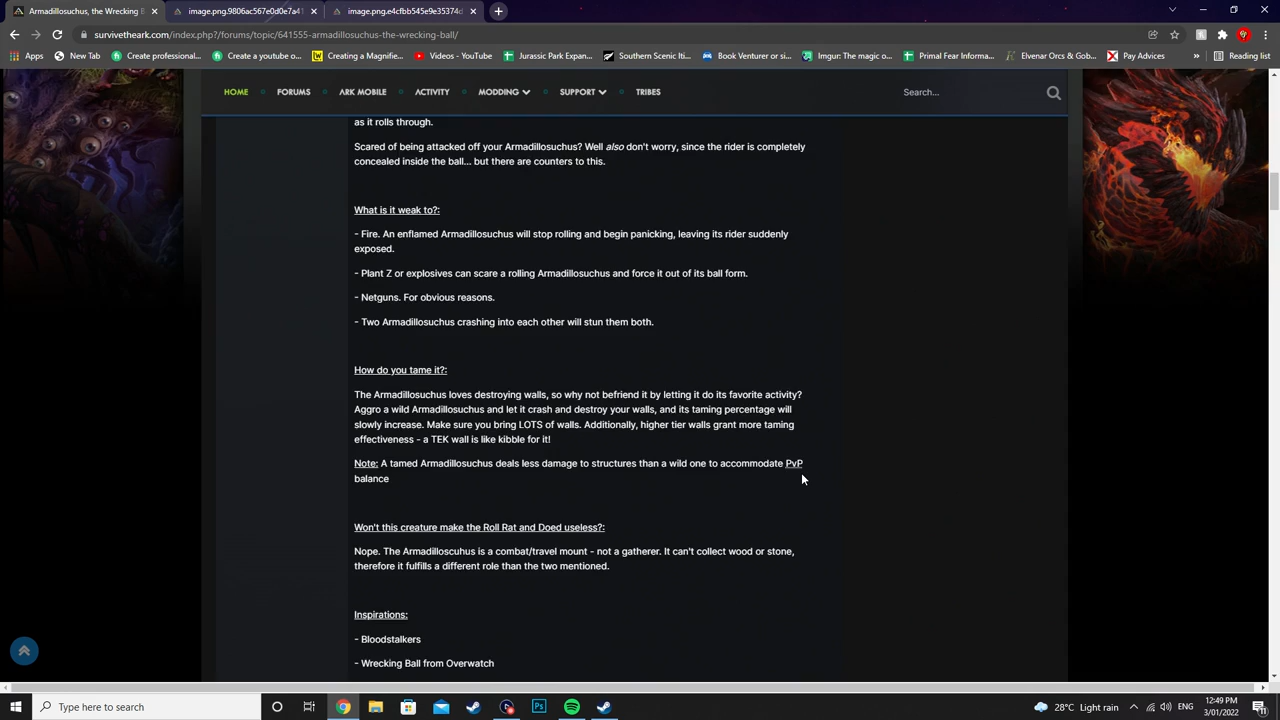 Armadillosuchus, the Wrecking B
image.png.9806ac567e0d0e7a41
image.png.e4cfbb545e9e35374d
survivetheark.com/index.php?/forums/topic/641555-armadillosuchus-the-wrecking-ball/
Apps New Tab Create professional... Create a youtube o... Creating a Magnifie... Videos - YouTube Jurassic Park Expan... Southern Scenic Iti... Book Venturer or si... Imgur: The magic o... Primal Fear Informa... Elvenar Orcs & Gob... Pay Advices » Reading list
HOME FORUMS ARK MOBILE ACTIVITY MODDING SUPPORT TRIBES Search...
as it rolls through.
Scared of being attacked off your Armadillosuchus? Well also don't worry, since the rider is completely
concealed inside the ball... but there are counters to this.
What is it weak to?:
- Fire. An enflamed Armadillosuchus will stop rolling and begin panicking, leaving its rider suddenly
exposed.
- Plant Z or explosives can scare a rolling Armadillosuchus and force it out of its ball form.
- Netguns. For obvious reasons.
- Two Armadillosuchus crashing into each other will stun them both.
How do you tame it?:
The Armadillosuchus loves destroying walls, so why not befriend it by letting it do its favorite activity?
Aggro a wild Armadillosuchus and let it crash and destroy your walls, and its taming percentage will
slowly increase. Make sure you bring LOTS of walls. Additionally, higher tier walls grant more taming
effectiveness - a TEK wall is like kibble for it!
Note: A tamed Armadillosuchus deals less damage to structures than a wild one to accommodate PvP
balance
Won't this creature make the Roll Rat and Doed useless?:
Nope. The Armadilloscuhus is a combat/travel mount - not a gatherer. It can't collect wood or stone,
therefore it fulfills a different role than the two mentioned.
Inspirations:
- Bloodstalkers
- Wrecking Ball from Overwatch
Type here to search
28°C Light rain
ENG
12:49 PM
3/01/2022